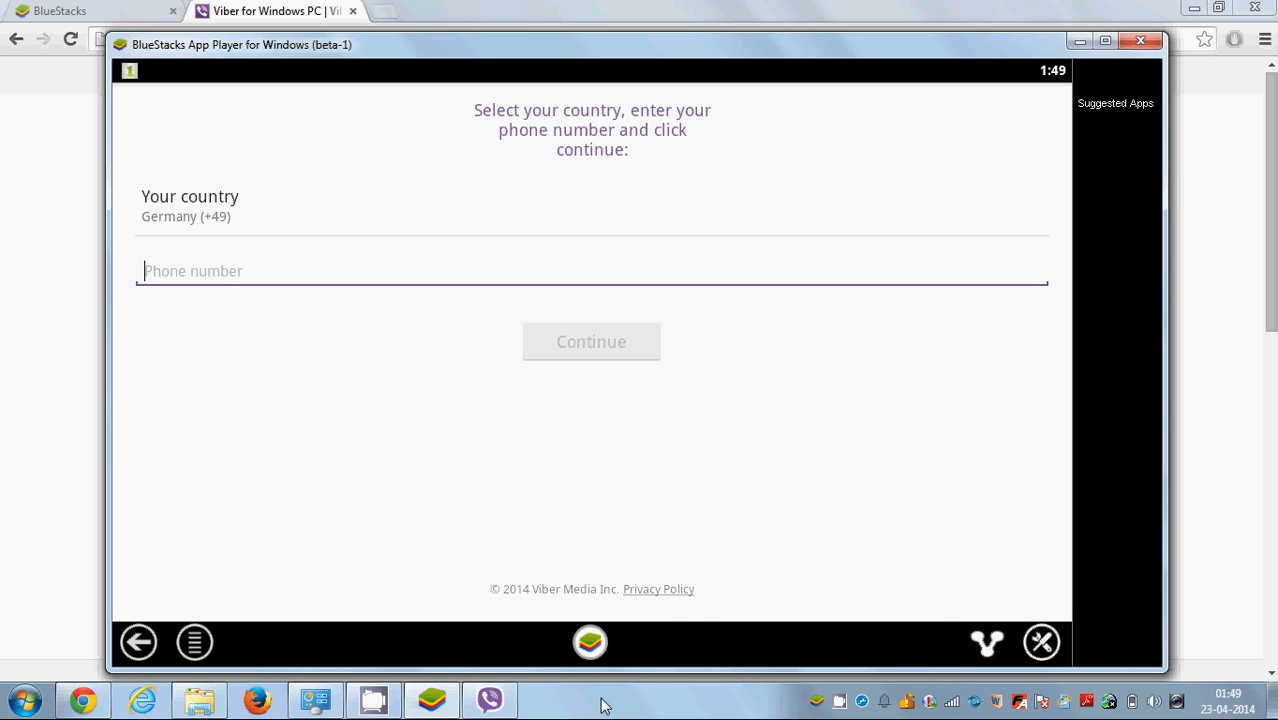 BlueStacks
Viber for Windows PC | Vil
BlueStacks App Player for Windows (beta-1)
1
1:49
Suggested Apps
Select your country, enter your
phone number and click
continue:
Your country
Germany (+49)
Phone number
Continue
© 2014 Viber Media Inc. Privacy Policy
01:49
23-04-2014